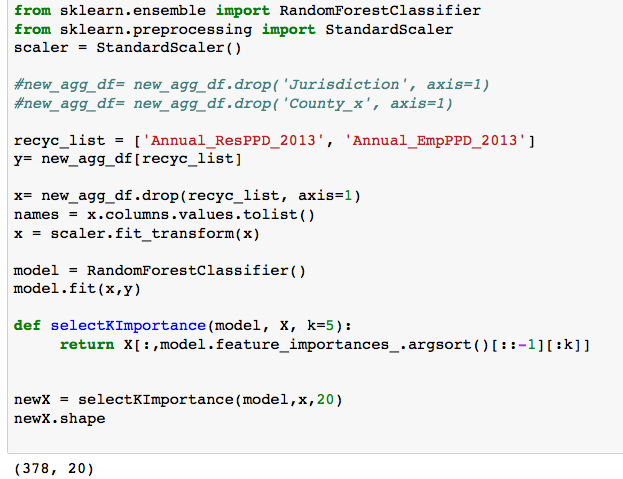 from sklearn.ensemble import RandomForestClassifier
from sklearn.preprocessing import StandardScaler
scaler = StandardScaler()
#new_agg_df= new_agg_df.drop('Jurisdiction', axis=1)
#new_agg_df= new_agg_df.drop('County_x', axis=1)
recyc_list = ['Annual_ResPPD_2013', 'Annual_EmpPPD_2013']
y= new_agg_df[recyc_list]
x= new_agg_df.drop(recyc_list, axis=1)
names = x.columns.values.tolist()
x = scaler.fit_transform(x)
model = RandomForestClassifier()
model.fit(x,y)
def selectKImportance(model, X, k=5):
     return X[:,model.feature_importances_.argsort()[::-1][:k]]
newX = selectKImportance(model,x,20)
newX.shape
(378, 20)